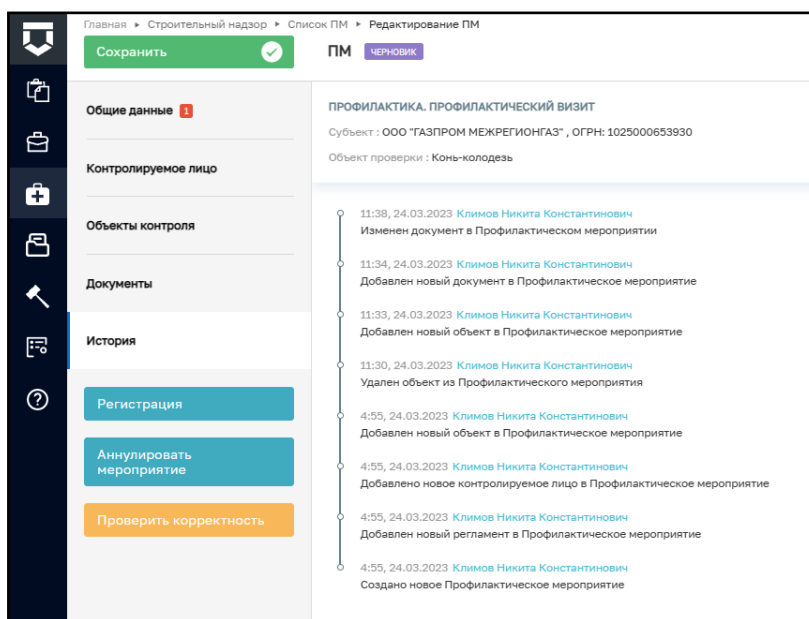 Главная ▸ Строительный надзор ▸ Список ПМ ▸ Редактирование ПМ
Сохранить
ПМ ЧЕРНОВИК
Общие данные 1
Контролируемое лицо
Объекты контроля
Документы
История
Регистрация
Аннулировать
мероприятие
Проверить корректность
ПРОФИЛАКТИКА. ПРОФИЛАКТИЧЕСКИЙ ВИЗИТ
Субъект : ООО "ГАЗПРОМ МЕЖРЕГИОНГАЗ" , ОГРН: 1025000653930
Объект проверки : Конь-колодезь
11:38, 24.03.2023 Климов Никита Константинович
Изменен документ в Профилактическом мероприятии
11:34, 24.03.2023 Климов Никита Константинович
Добавлен новый документ в Профилактическое мероприятие
11:33, 24.03.2023 Климов Никита Константинович
Добавлен новый объект в Профилактическое мероприятие
11:30, 24.03.2023 Климов Никита Константинович
Удален объект из Профилактического мероприятия
4:55, 24.03.2023 Климов Никита Константинович
Добавлен новый объект в Профилактическое мероприятие
4:55, 24.03.2023 Климов Никита Константинович
Добавлено новое контролируемое лицо в Профилактическое мероприятие
4:55, 24.03.2023 Климов Никита Константинович
Добавлен новый регламент в Профилактическое мероприятие
4:55, 24.03.2023 Климов Никита Константинович
Создано новое Профилактическое мероприятие